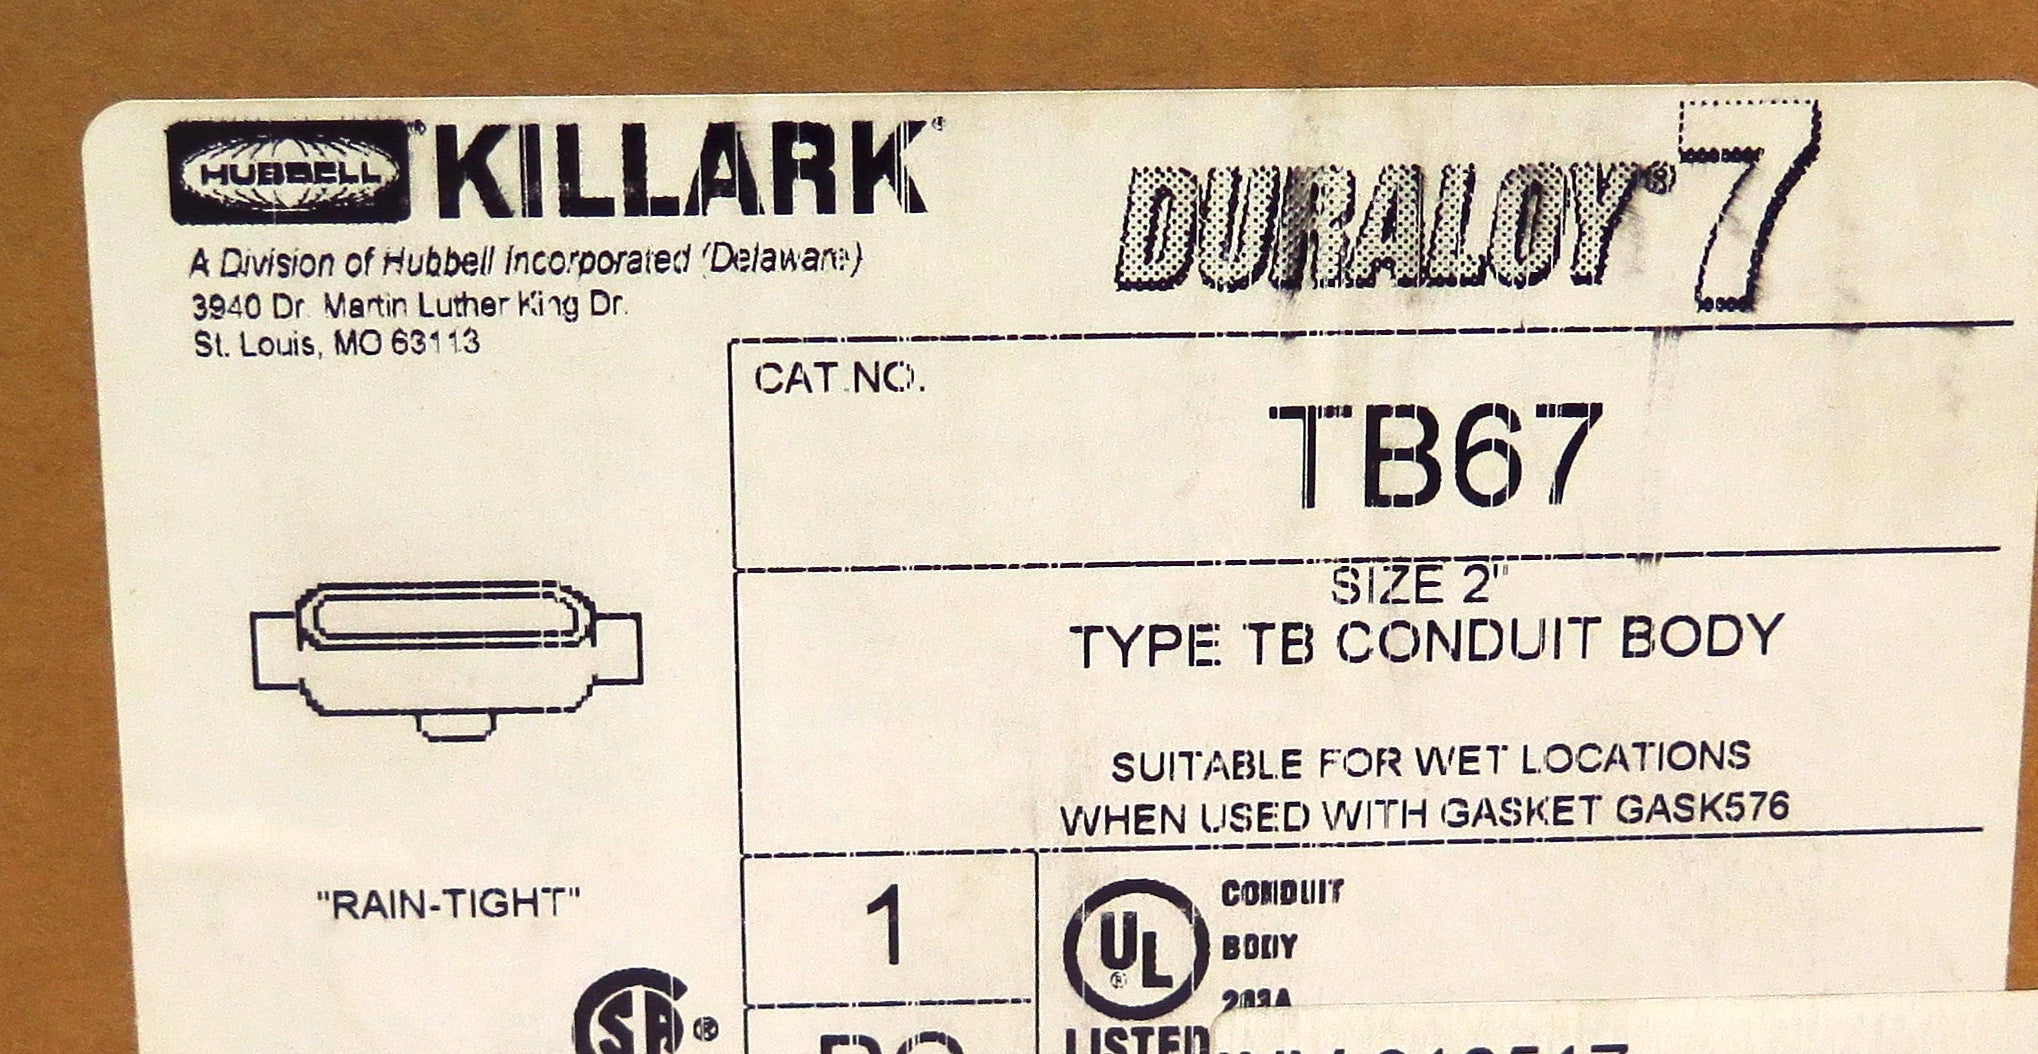 HUBBELL® KILLARK®
DURALOY® 7
A Division of Hubbell Incorporated (Delaware)
3940 Dr. Martin Luther King Dr.
St. Louis, MO 63113
CAT.NO.
TB67
SIZE 2"
TYPE TB CONDUIT BODY
SUITABLE FOR WET LOCATIONS
WHEN USED WITH GASKET GASK576
"RAIN-TIGHT"
1
UL®
CONDUIT
BODY
203A
LISTED
SA®